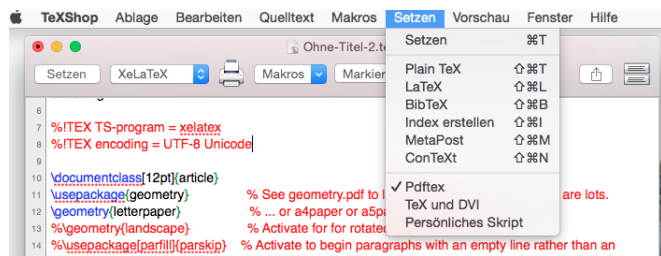 TeXShop Ablage Bearbeiten Quelltext Makros Setzen Vorschau Fenster Hilfe
Ohne-Titel-2.te
Setzen XeLaTeX Makros Markier
Setzen ⌘T
Plain TeX ⇧⌘T
LaTeX ⇧⌘L
BibTeX ⇧⌘B
Index erstellen ⇧⌘I
MetaPost ⇧⌘M
ConTeXt ⇧⌘N
✓ Pdftex
TeX und DVI
Persönliches Skript
6
7 %!TEX TS-program = xelatex
8 %!TEX encoding = UTF-8 Unicode
9
10 \documentclass[12pt]{article}
11 \usepackage{geometry} % See geometry.pdf to l are lots.
12 \geometry{letterpaper} % ... or a4paper or a5pa
13 %\geometry{landscape} % Activate for for rotated
14 %\usepackage[parfill]{parskip} % Activate to begin paragraphs with an empty line rather than an